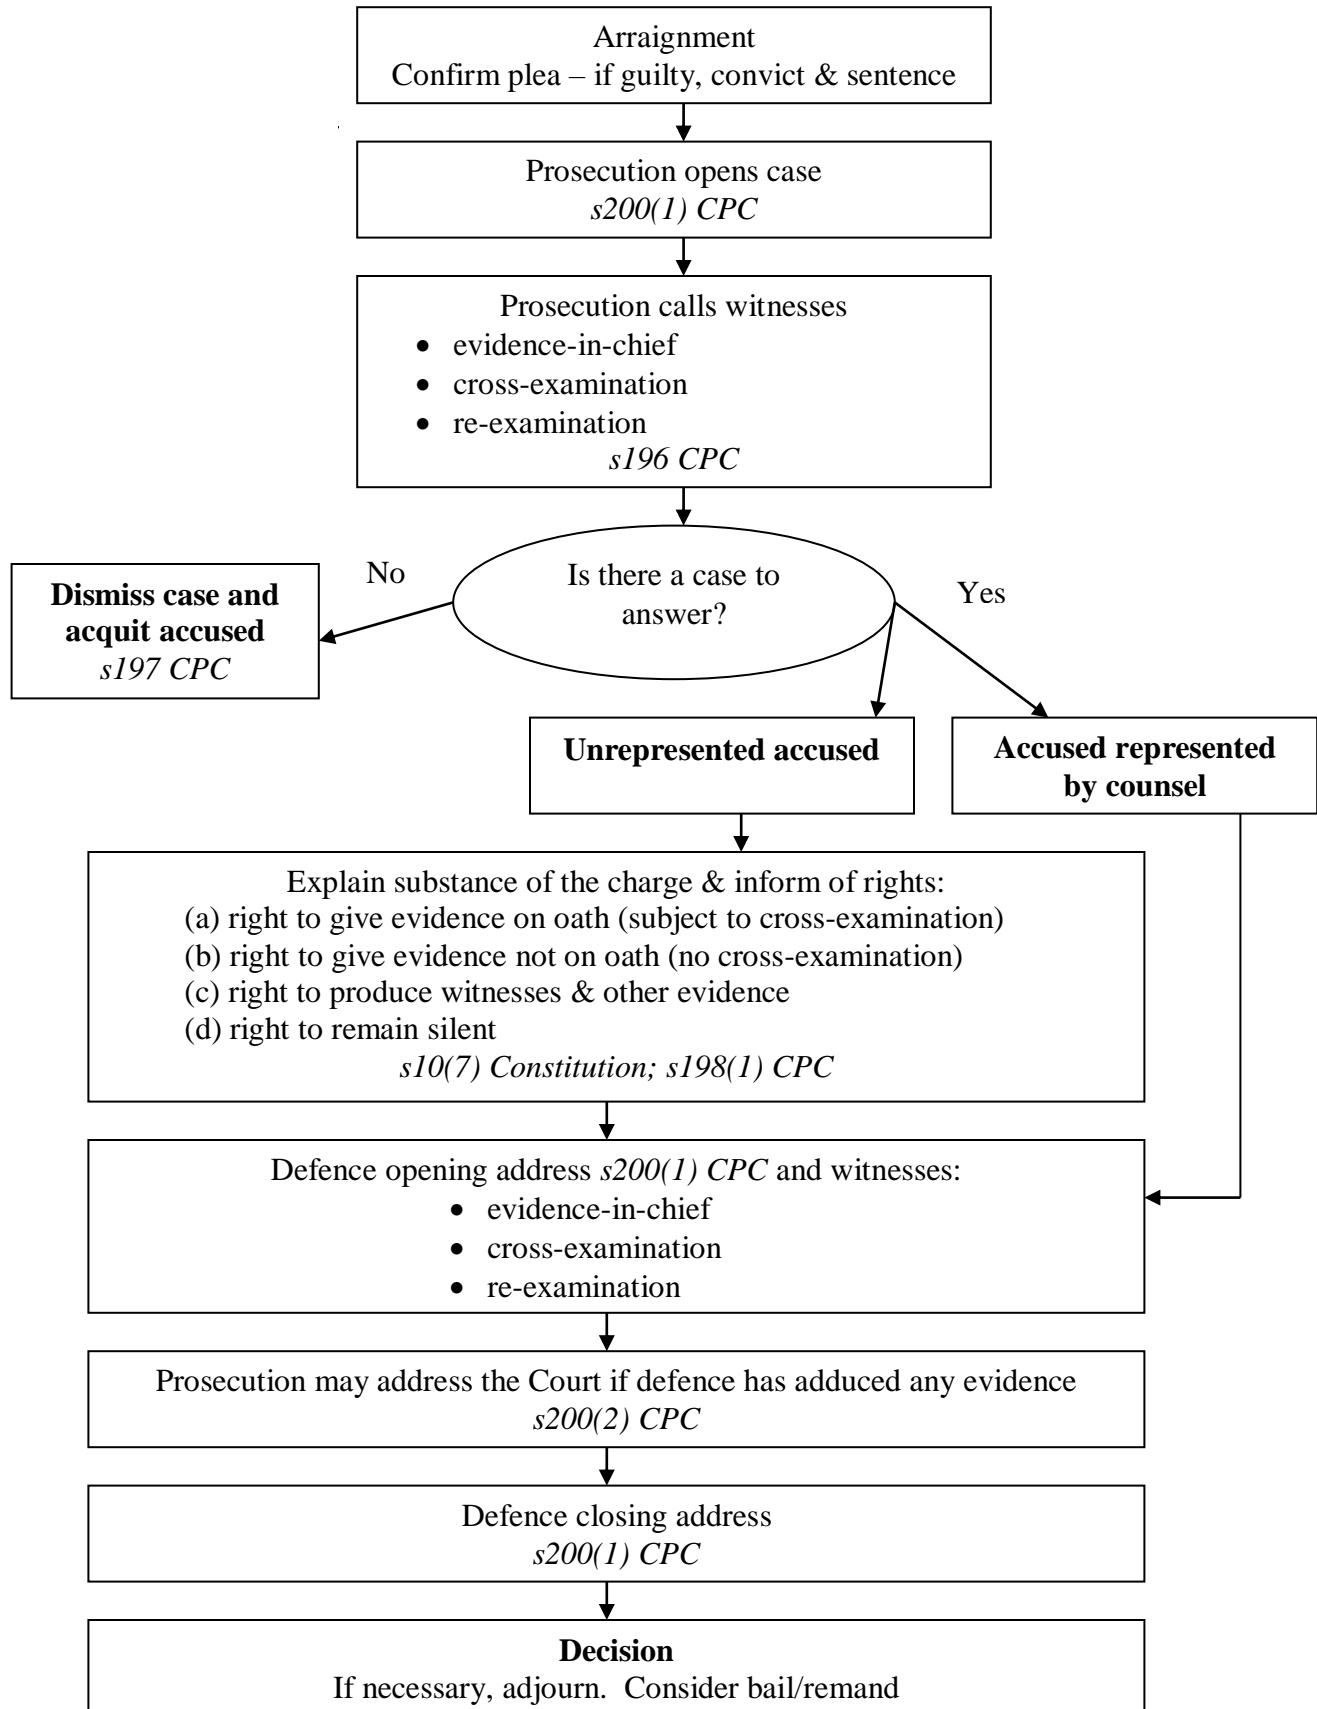 Arraignment
Confirm plea – if guilty, convict & sentence
Prosecution opens case
s200(1) CPC
Prosecution calls witnesses
• evidence-in-chief
• cross-examination
• re-examination
s196 CPC
Is there a case to
answer?
No
Yes
Dismiss case and
acquit accused
s197 CPC
Unrepresented accused
Accused represented
by counsel
Explain substance of the charge & inform of rights:
(a) right to give evidence on oath (subject to cross-examination)
(b) right to give evidence not on oath (no cross-examination)
(c) right to produce witnesses & other evidence
(d) right to remain silent
s10(7) Constitution; s198(1) CPC
Defence opening address s200(1) CPC and witnesses:
• evidence-in-chief
• cross-examination
• re-examination
Prosecution may address the Court if defence has adduced any evidence
s200(2) CPC
Defence closing address
s200(1) CPC
Decision
If necessary, adjourn. Consider bail/remand